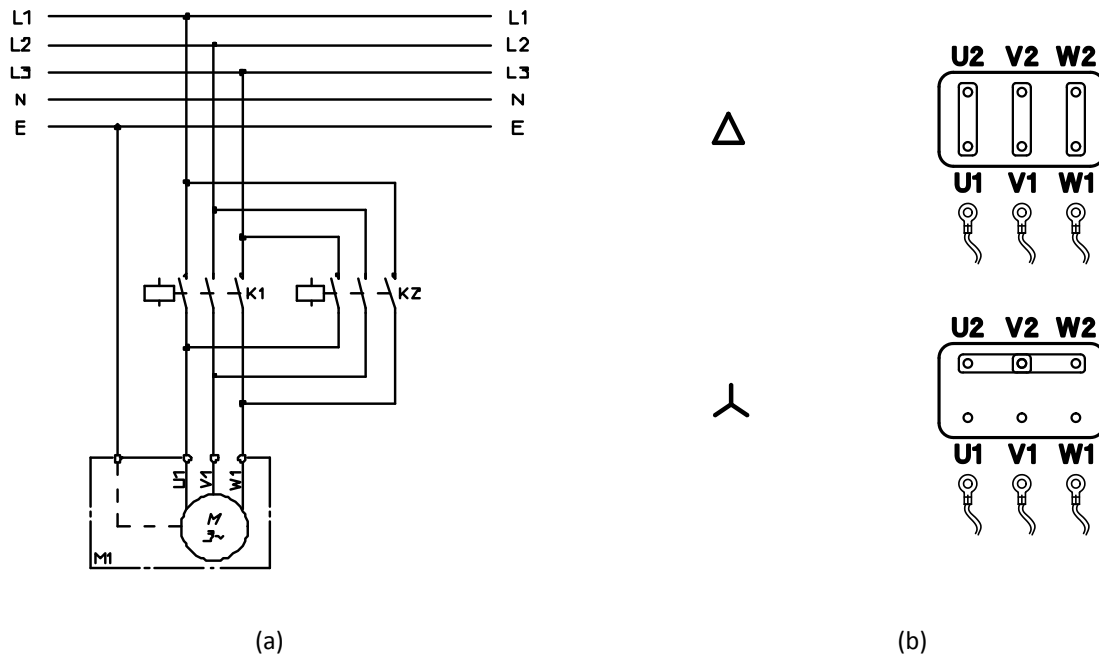 L1 L1
L2 L2
L3 L3
N N
E E
K1 K2
U1 V1 W1
M
3~
M1
(a)
U2 V2 W2
U1 V1 W1
U2 V2 W2
U1 V1 W1
(b)